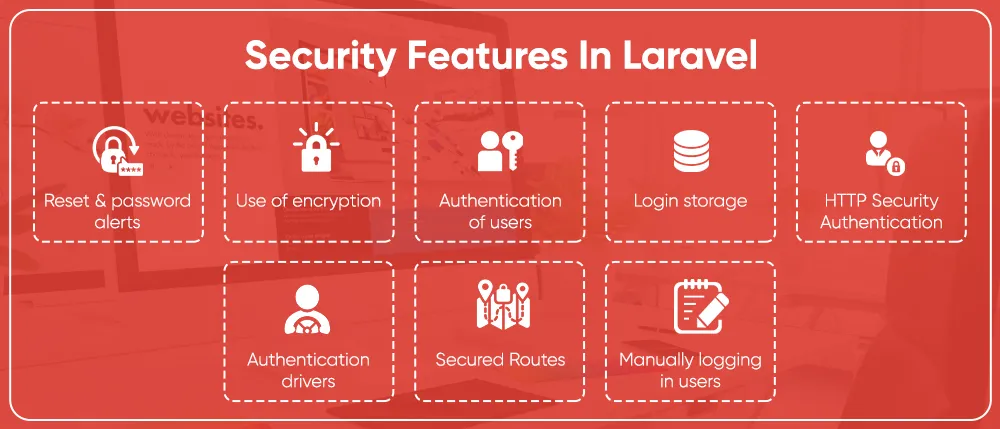 Security Features In Laravel
websites.
****
Reset & password
alerts
Use of encryption
Authentication
of users
Login storage
HTTP Security
Authentication
Authentication
drivers
Secured Routes
Manually logging
in users